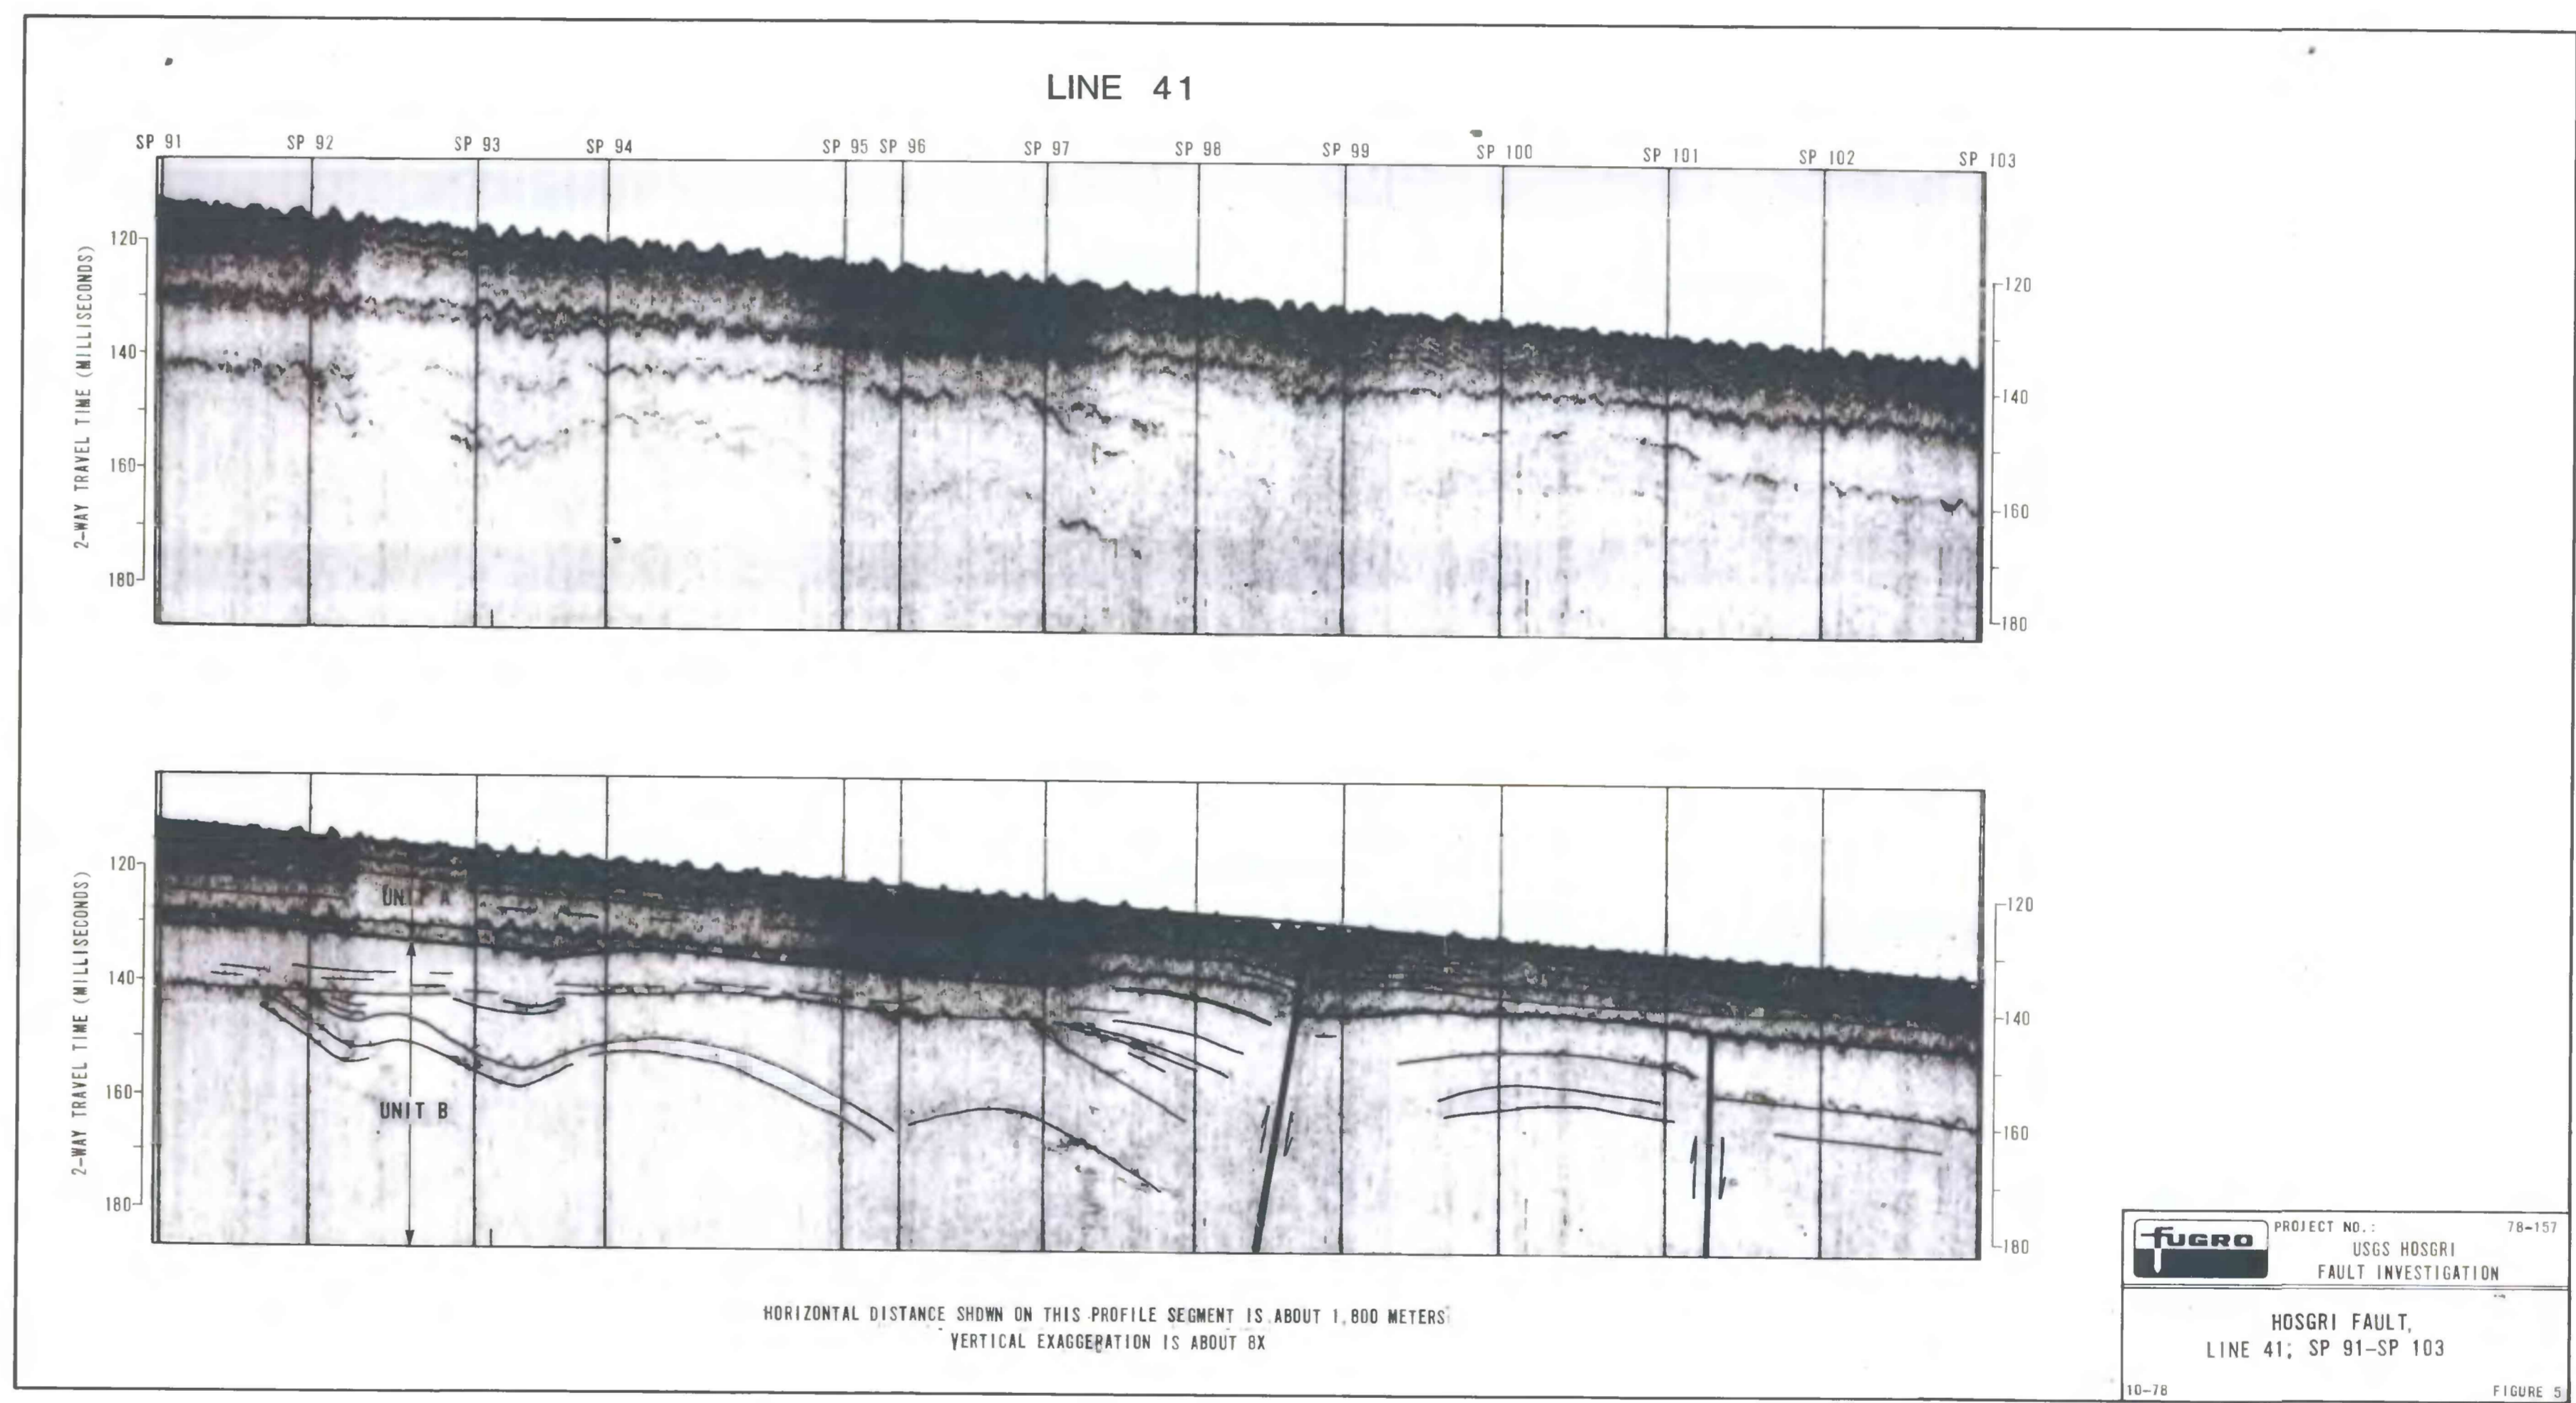 LINE 41
SP 91 SP 92 SP 93 SP 94 SP 95 SP 96 SP 97 SP 98 SP 99 SP 100 SP 101 SP 102 SP 103
2-WAY TRAVEL TIME (MILLISECONDS)
120
140
160
180
120
140
160
180
2-WAY TRAVEL TIME (MILLISECONDS)
120
140
160
180
UNIT A
UNIT B
120
140
160
180
HORIZONTAL DISTANCE SHOWN ON THIS PROFILE SEGMENT IS ABOUT 1,800 METERS
VERTICAL EXAGGERATION IS ABOUT 8X
fugro
PROJECT NO.: 78-157
USGS HOSGRI
FAULT INVESTIGATION
HOSGRI FAULT,
LINE 41; SP 91-SP 103
10-78 FIGURE 5